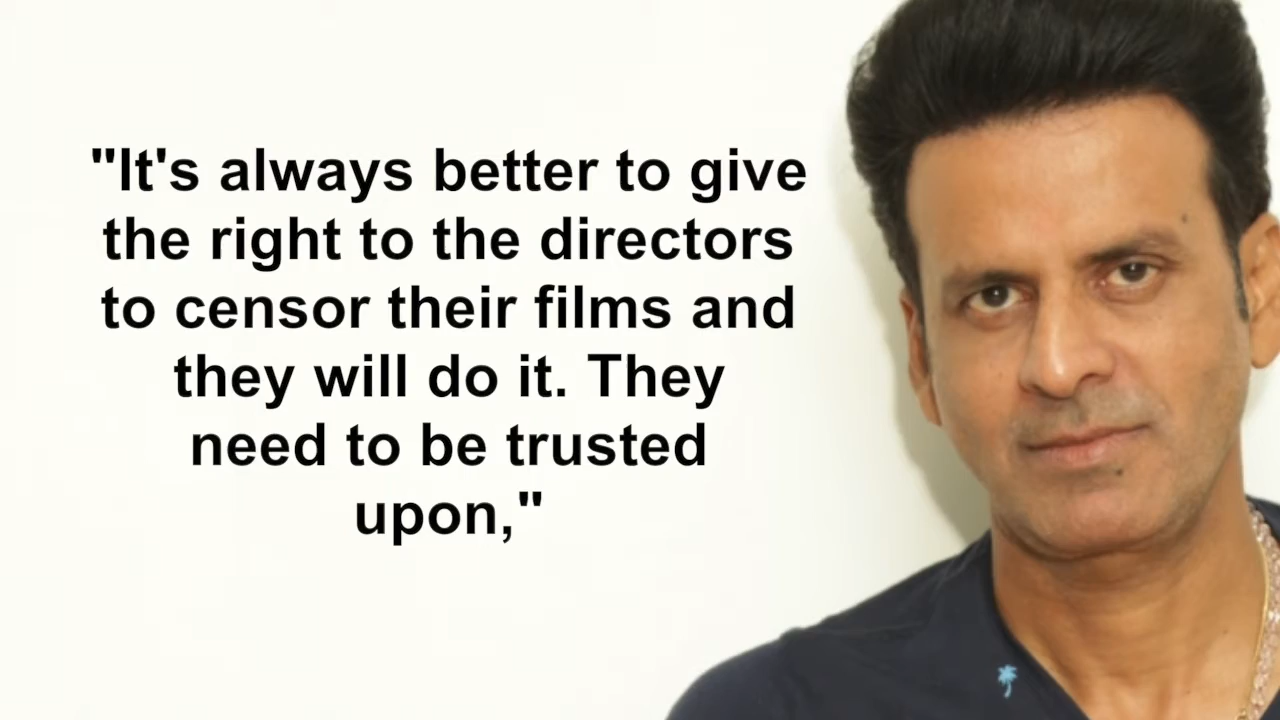 "It's always better to give
the right to the directors
to censor their films and
they will do it. They
need to be trusted
upon,"